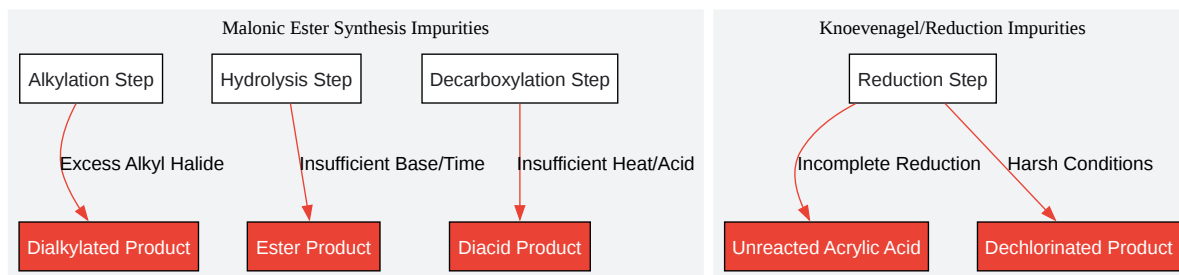 Malonic Ester Synthesis Impurities
Knoevenagel/Reduction Impurities
Alkylation Step
Hydrolysis Step
Decarboxylation Step
Reduction Step
Excess Alkyl Halide
Insufficient Base/Time
Insufficient Heat/Acid
Incomplete Reduction
Harsh Conditions
Dialkylated Product
Ester Product
Diacid Product
Unreacted Acrylic Acid
Dechlorinated Product